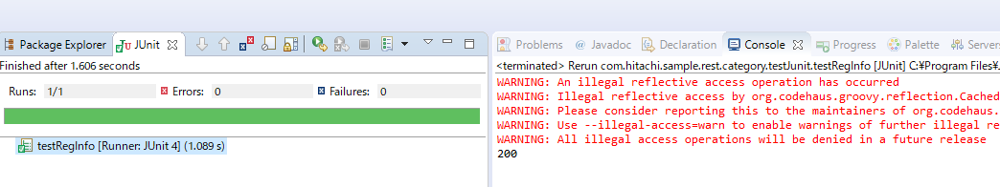 Package Explorer JUnit
Finished after 1.606 seconds
Runs: 1/1 Errors: 0 Failures: 0
testRegInfo [Runner: JUnit 4] (1.089 s)
Problems @ Javadoc Declaration Console Progress Palette Servers
<terminated> Rerun com.hitachi.sample.rest.category.testJunit.testRegInfo [JUnit] C:¥Program Files¥
WARNING: An illegal reflective access operation has occurred
WARNING: Illegal reflective access by org.codehaus.groovy.reflection.Cached
WARNING: Please consider reporting this to the maintainers of org.codehaus.
WARNING: Use --illegal-access=warn to enable warnings of further illegal re
WARNING: All illegal access operations will be denied in a future release
200